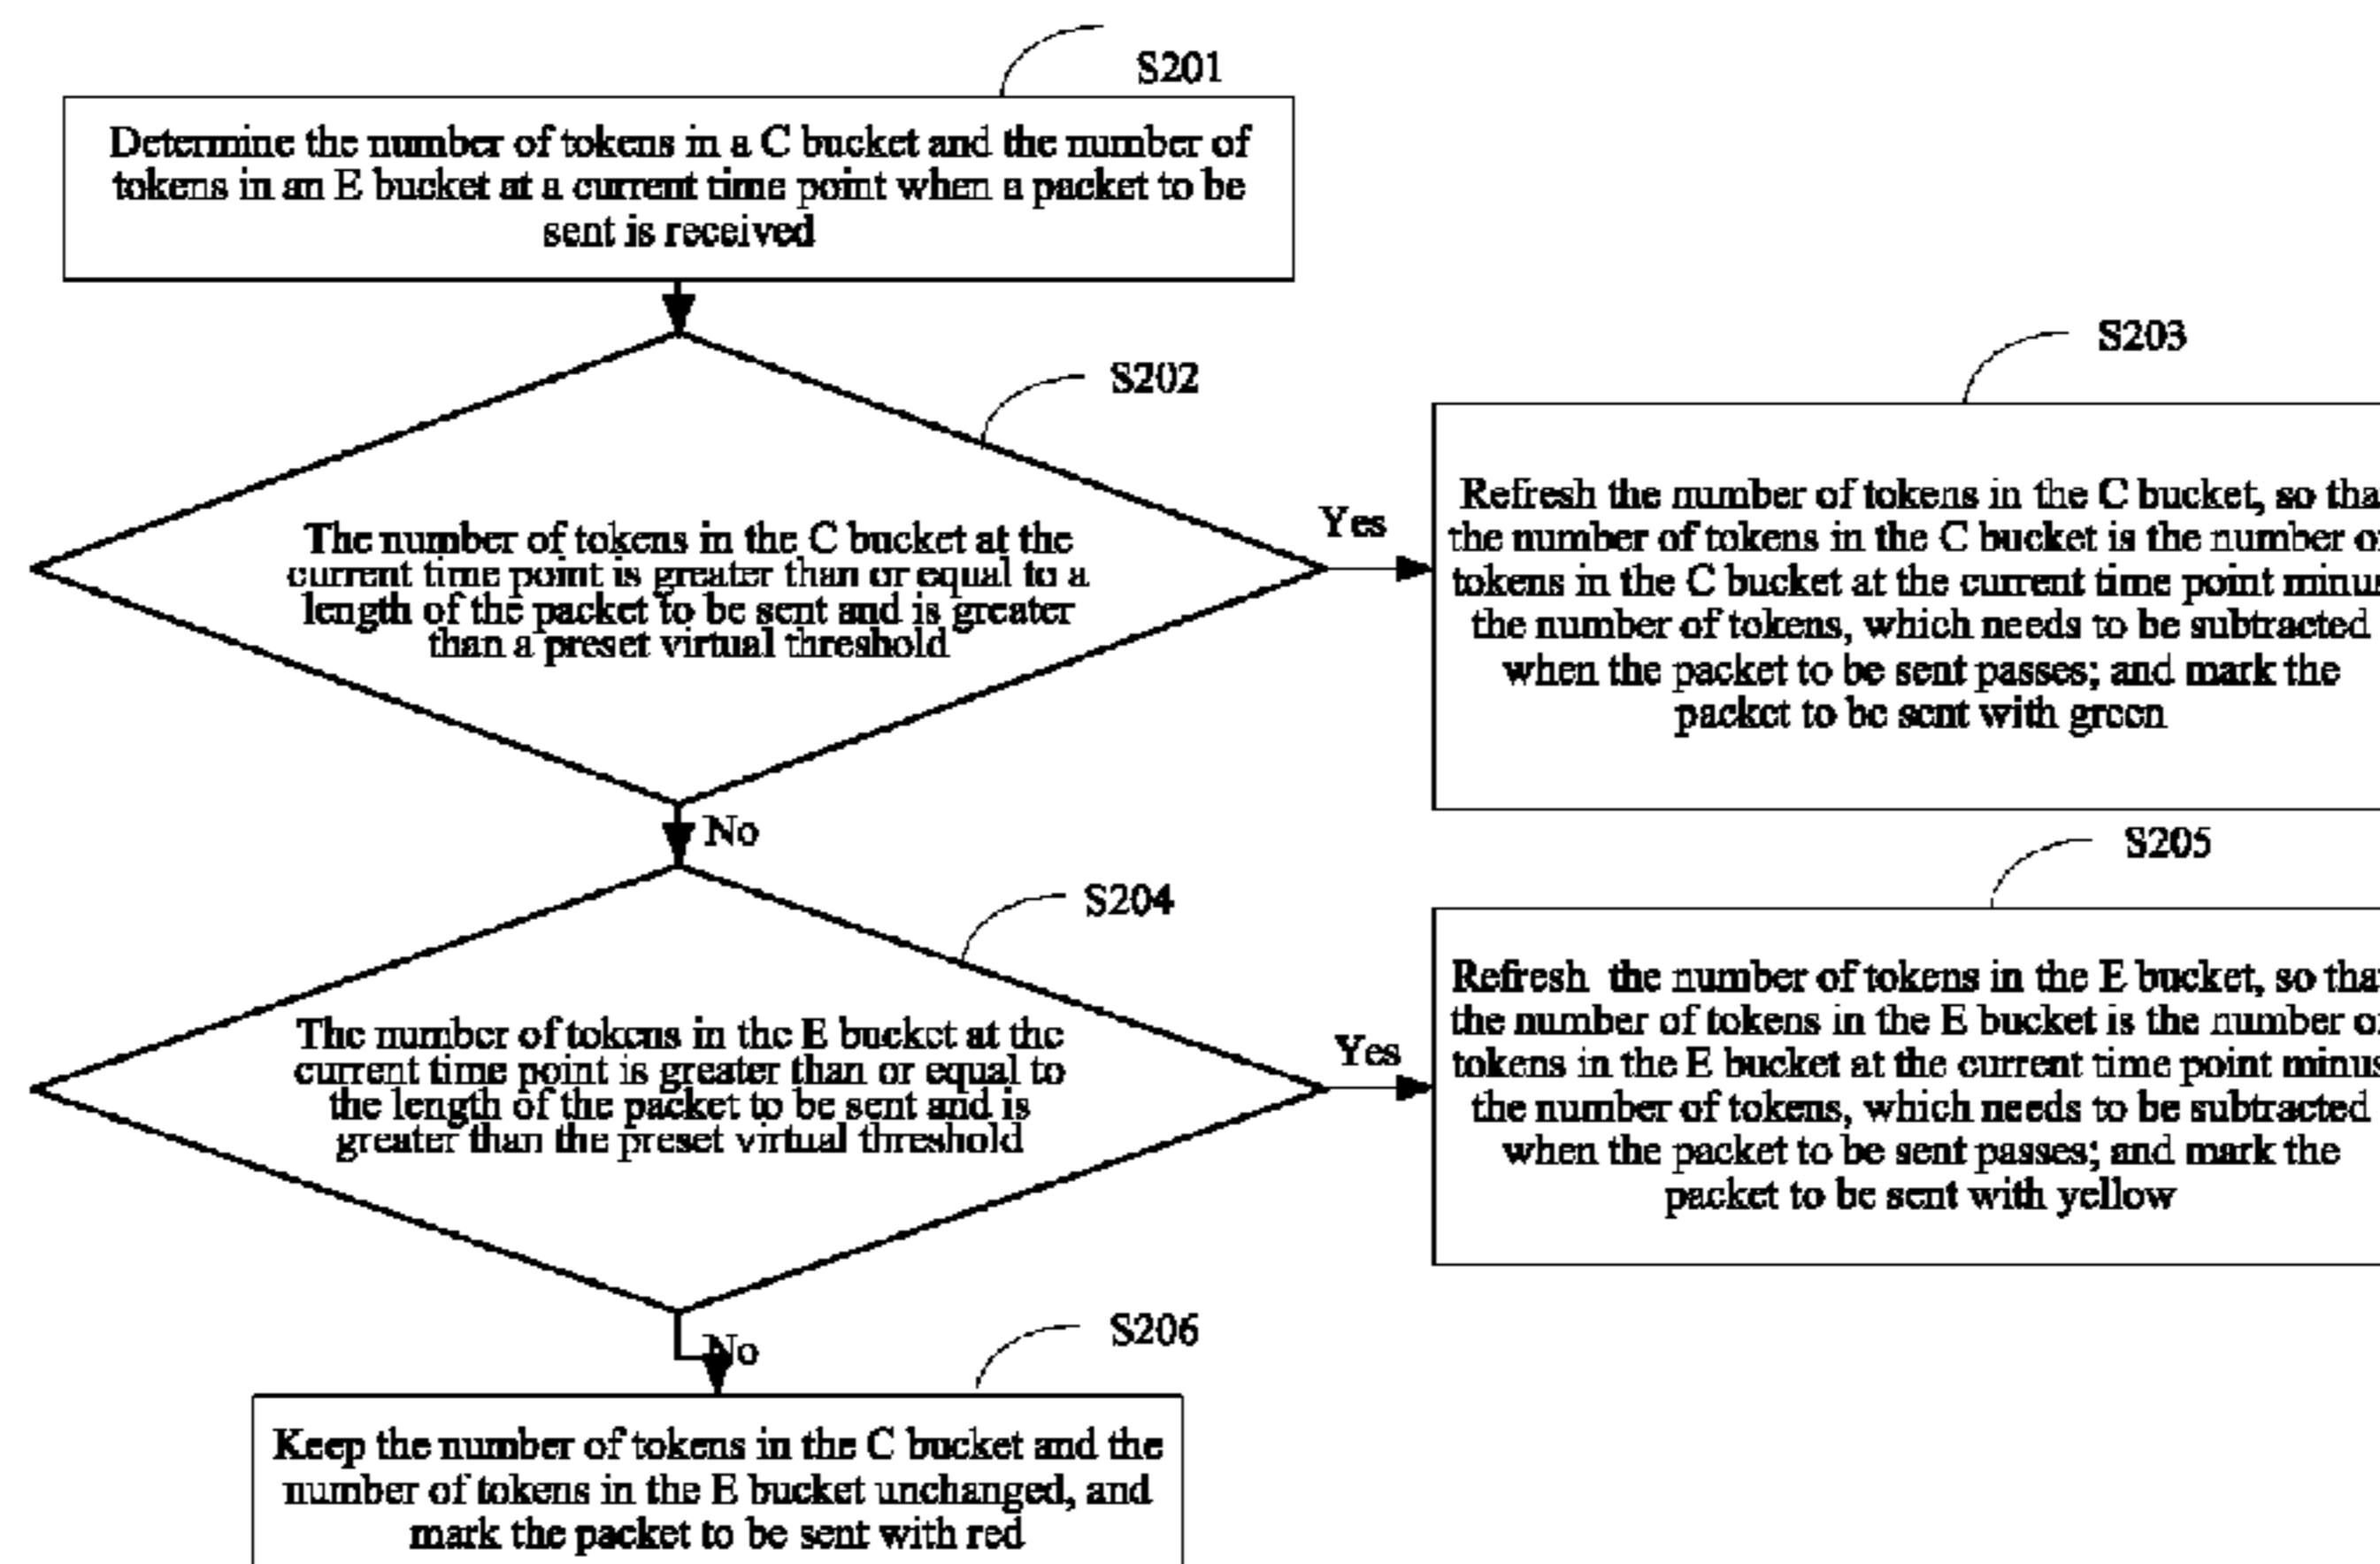 S201
Determine the number of tokens in a C bucket and the number of
tokens in an E bucket at a current time point when a packet to be
sent is received
S202
The number of tokens in the C bucket at the
current time point is greater than or equal to a
length of the packet to be sent and is greater
than a preset virtual threshold
Yes
S203
Refresh the number of tokens in the C bucket, so tha
the number of tokens in the C bucket is the number o
tokens in the C bucket at the current time point minus
the number of tokens, which needs to be subtracted
when the packet to be sent passes; and mark the
packet to be sent with green
No
S204
The number of tokens in the E bucket at the
current time point is greater than or equal to
the length of the packet to be sent and is
greater than the preset virtual threshold
Yes
S205
Refresh the number of tokens in the E bucket, so tha
the number of tokens in the E bucket is the number o
tokens in the E bucket at the current time point minus
the number of tokens, which needs to be subtracted
when the packet to be sent passes; and mark the
packet to be sent with yellow
No
S206
Keep the number of tokens in the C bucket and the
number of tokens in the E bucket unchanged, and
mark the packet to be sent with red